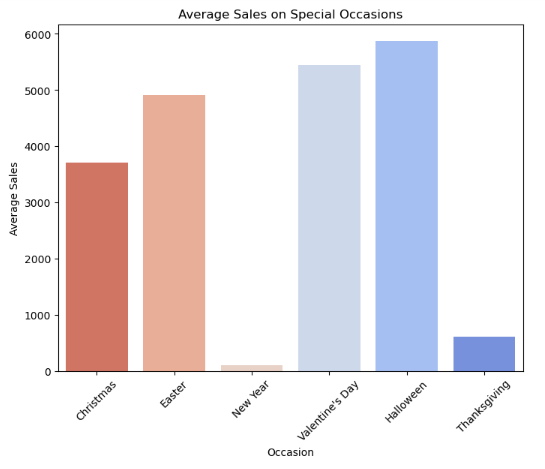 Average Sales on Special Occasions
6000
5000
4000
3000
2000
1000
0
Average Sales
Christmas
Easter
New Year
Valentine's Day
Halloween
Thanksgiving
Occasion